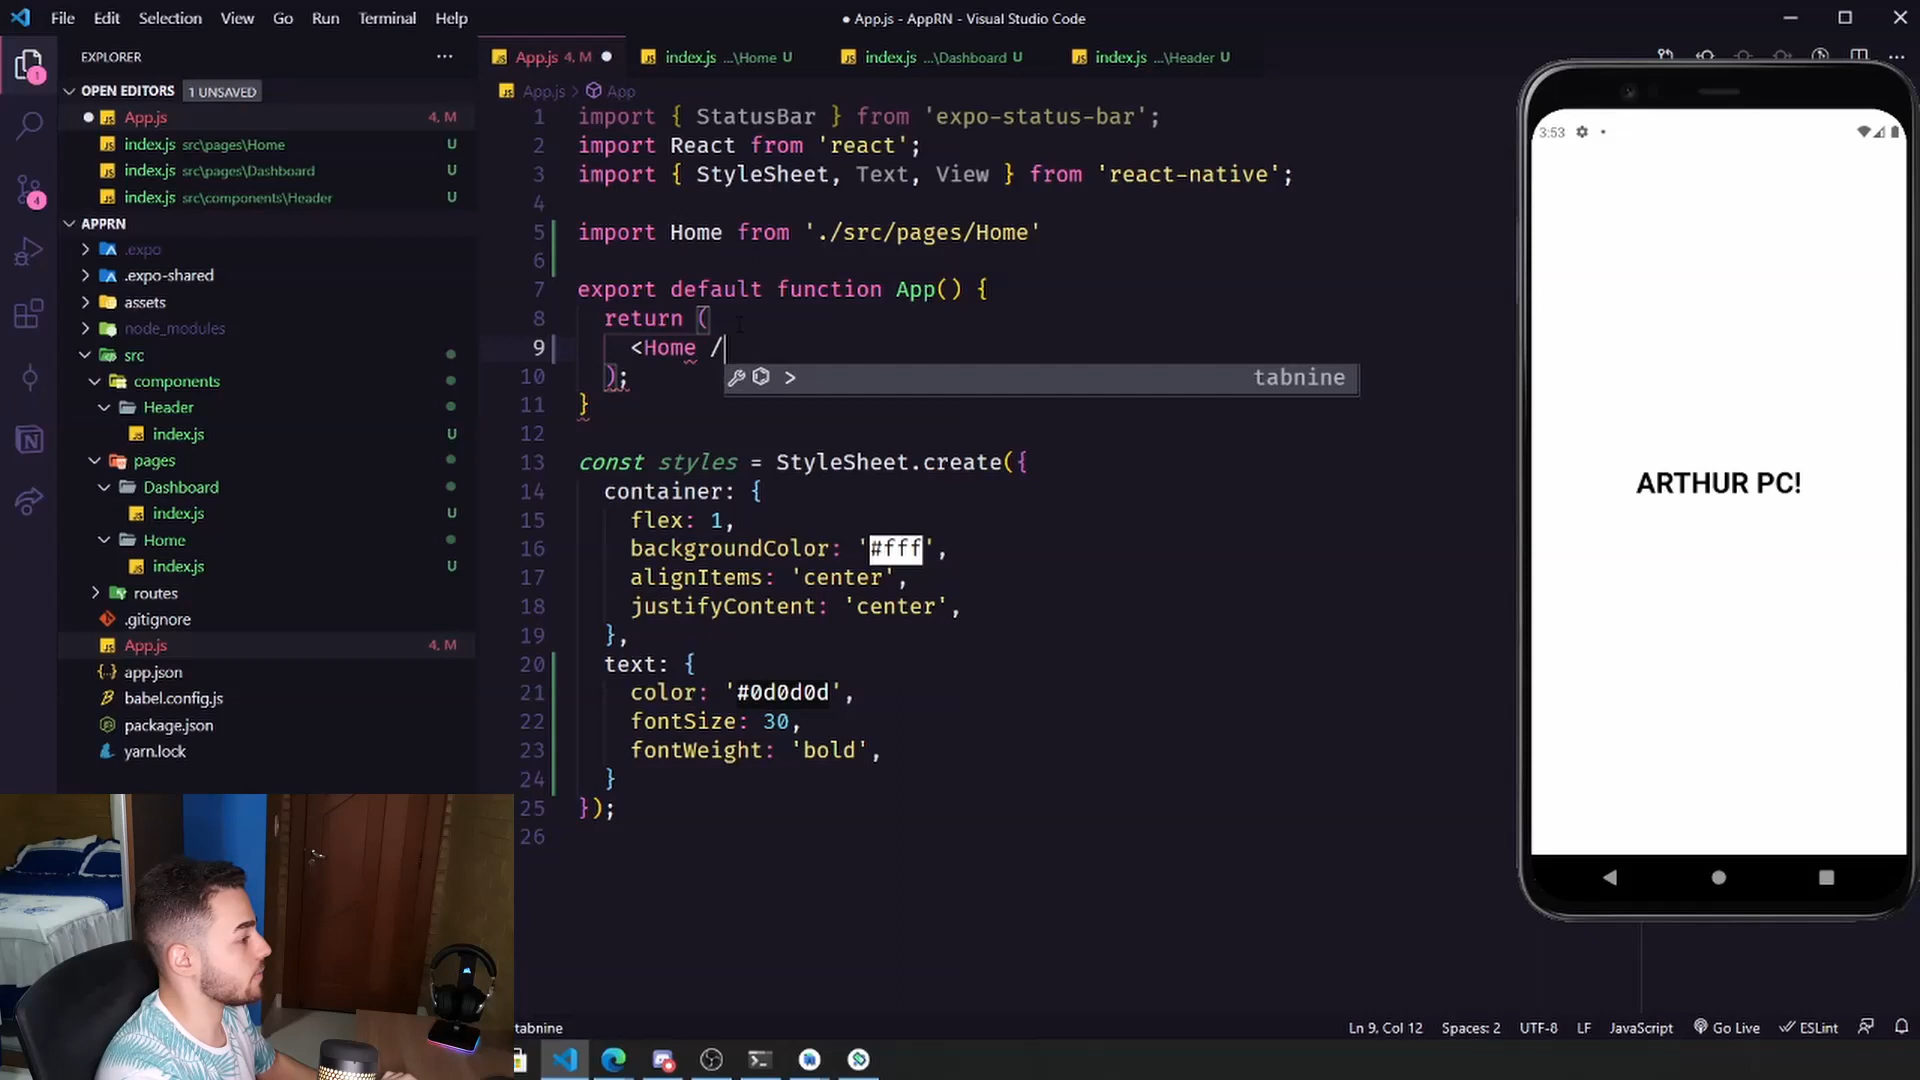 File Edit Selection View Go Run Terminal Help
● App.js - AppRN - Visual Studio Code
EXPLORER
OPEN EDITORS 1 UNSAVED
App.js 4, M
index.js src\pages\Home U
index.js src\pages\Dashboard U
index.js src\components\Header U
APPRN
.expo
.expo-shared
assets
node_modules
src
components
Header
index.js U
pages
Dashboard
index.js U
Home
index.js U
routes
.gitignore
App.js 4, M
app.json
babel.config.js
package.json
yarn.lock
1
4
App.js 4, M
index.js ...\Home U
index.js ...\Dashboard U
index.js ...\Header U
App.js > App
1 import { StatusBar } from 'expo-status-bar';
2 import React from 'react';
3 import { StyleSheet, Text, View } from 'react-native';
4
5 import Home from './src/pages/Home'
6
7 export default function App() {
8 return (
9 <Home /
10 );
11 }
12
13 const styles = StyleSheet.create({
14 container: {
15 flex: 1,
16 backgroundColor: '#fff',
17 alignItems: 'center',
18 justifyContent: 'center',
19 },
20 text: {
21 color: '#0d0d0d',
22 fontSize: 30,
23 fontWeight: 'bold',
24 }
25 });
26
> tabnine
3:53
ARTHUR PC!
tabnine
Ln 9, Col 12 Spaces: 2 UTF-8 LF JavaScript Go Live ESLint